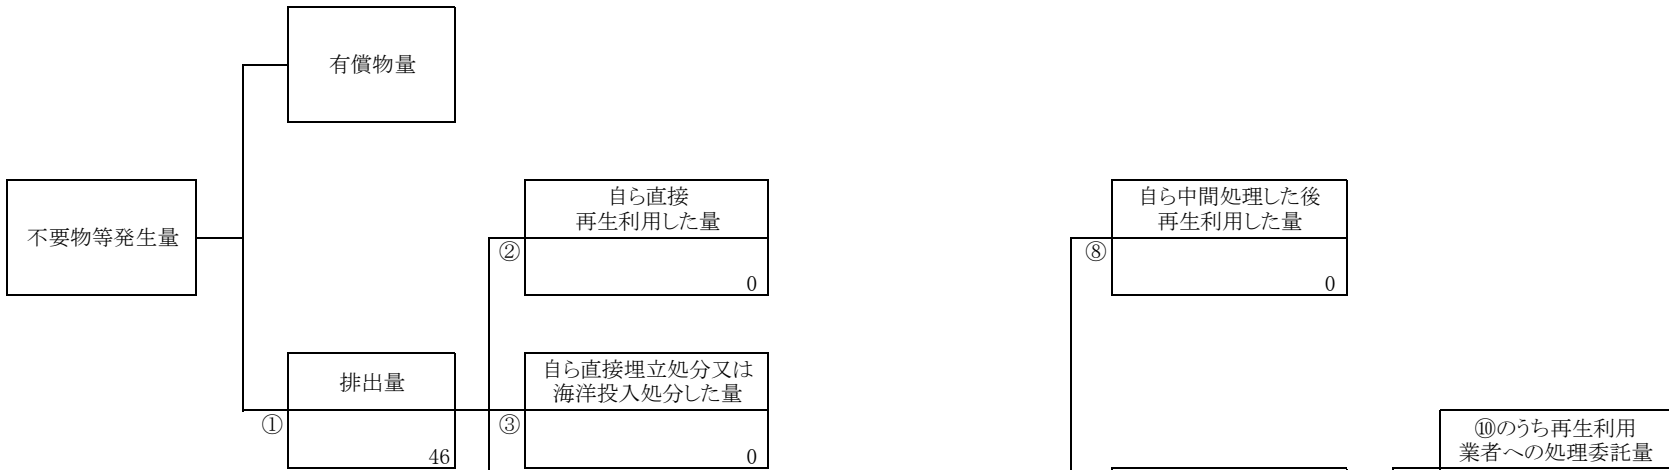 有償物量
不要物等発生量
自ら直接
再生利用した量
②
0
自ら中間処理した後
再生利用した量
⑧
0
排出量
①
46
自ら直接埋立処分又は
海洋投入処分した量
③
0
⑩のうち再生利用
業者への処理委託量